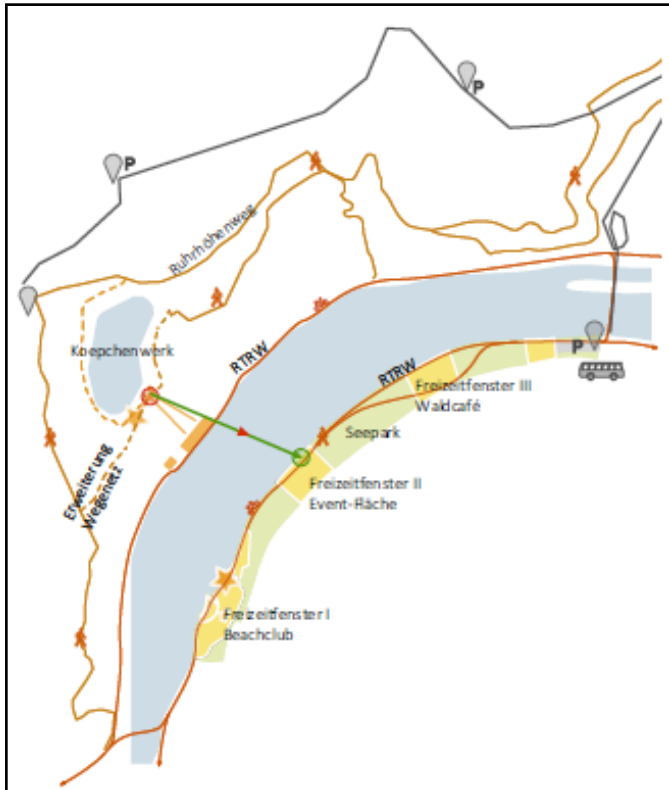 P
P
Ruhrhöhenweg
Koepchenwerk
RTRW
RTRW
P
Freizeitfenster III
Waldcafé
Seepark
Erweiterung
Wegenetz
Freizeitfenster II
Event-Fläche
Freizeitfenster I
Beachclub